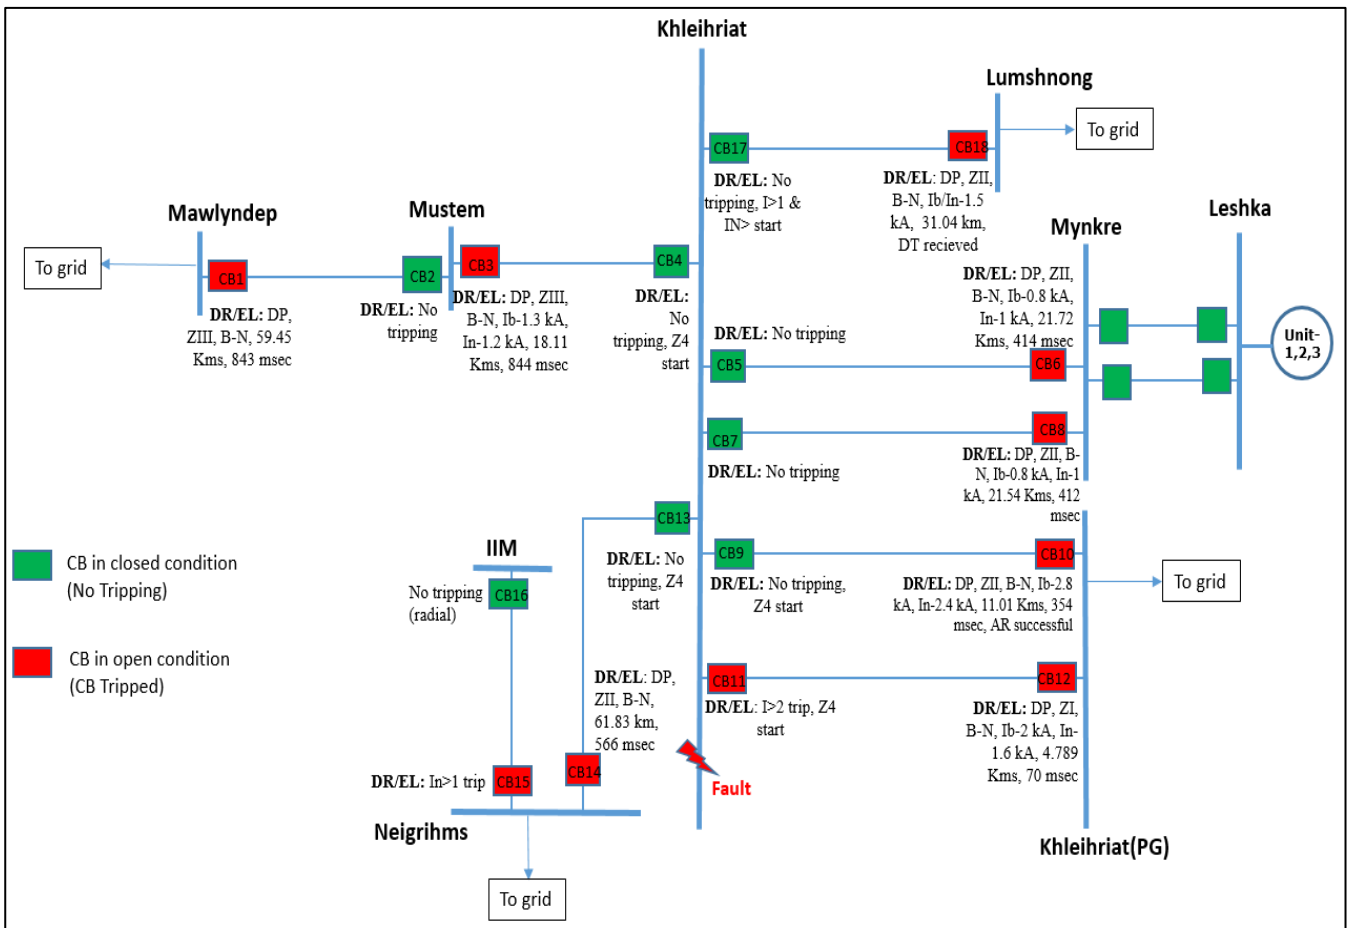 Khleihriat
Lumshnong
To grid
CB17
CB18
DR/EL: No
tripping, I>1 &
IN> start
DR/EL: DP, ZII,
B-N, Ib/In-1.5
kA, 31.04 km,
DT recieved
Mawlyndep
Mustem
Mynkre
Leshka
To grid
CB1
CB2
CB3
CB4
DR/EL: DP,
ZIII, B-N, 59.45
Kms, 843 msec
DR/EL: No
tripping
DR/EL: DP, ZIII,
B-N, Ib-1.3 kA,
In-1.2 kA, 18.11
Kms, 844 msec
DR/EL:
No
tripping, Z4
start
DR/EL: DP, ZII,
B-N, Ib-0.8 kA,
In-1 kA, 21.72
Kms, 414 msec
DR/EL: No tripping
CB5
CB6
Unit-
1,2,3
CB7
CB8
DR/EL: No tripping
DR/EL: DP, ZII, B-
N, Ib-0.8 kA, In-1
kA, 21.54 Kms, 412
msec
CB13
DR/EL: No
tripping, Z4
start
CB9
CB10
DR/EL: No tripping,
Z4 start
DR/EL: DP, ZII, B-N, Ib-2.8
kA, In-2.4 kA, 11.01 Kms, 354
msec, AR successful
To grid
IIM
No tripping
(radial)
CB16
CB in closed condition
(No Tripping)
CB in open condition
(CB Tripped)
DR/EL: DP,
ZII, B-N,
61.83 km,
566 msec
CB11
CB12
DR/EL: I>2 trip, Z4
start
DR/EL: DP, ZI,
B-N, Ib-2 kA, In-
1.6 kA, 4.789
Kms, 70 msec
DR/EL: In>1 trip
CB15
CB14
Fault
Neigrihms
Khleihriat(PG)
To grid